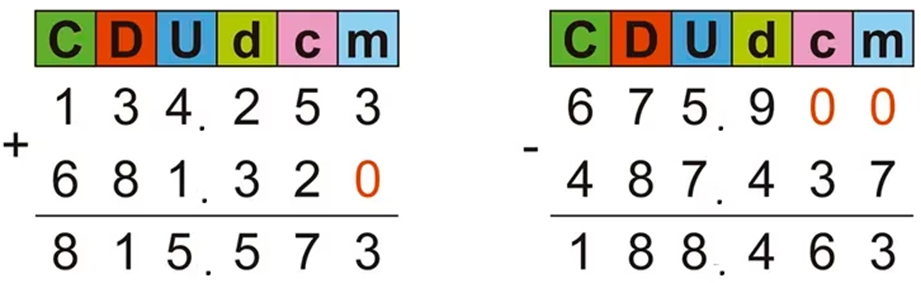 C D U d c m
1 3 4 . 2 5 3
+
6 8 1 . 3 2 0
8 1 5 . 5 7 3
C D U d c m
6 7 5 . 9 0 0
-
4 8 7 . 4 3 7
1 8 8 . 4 6 3